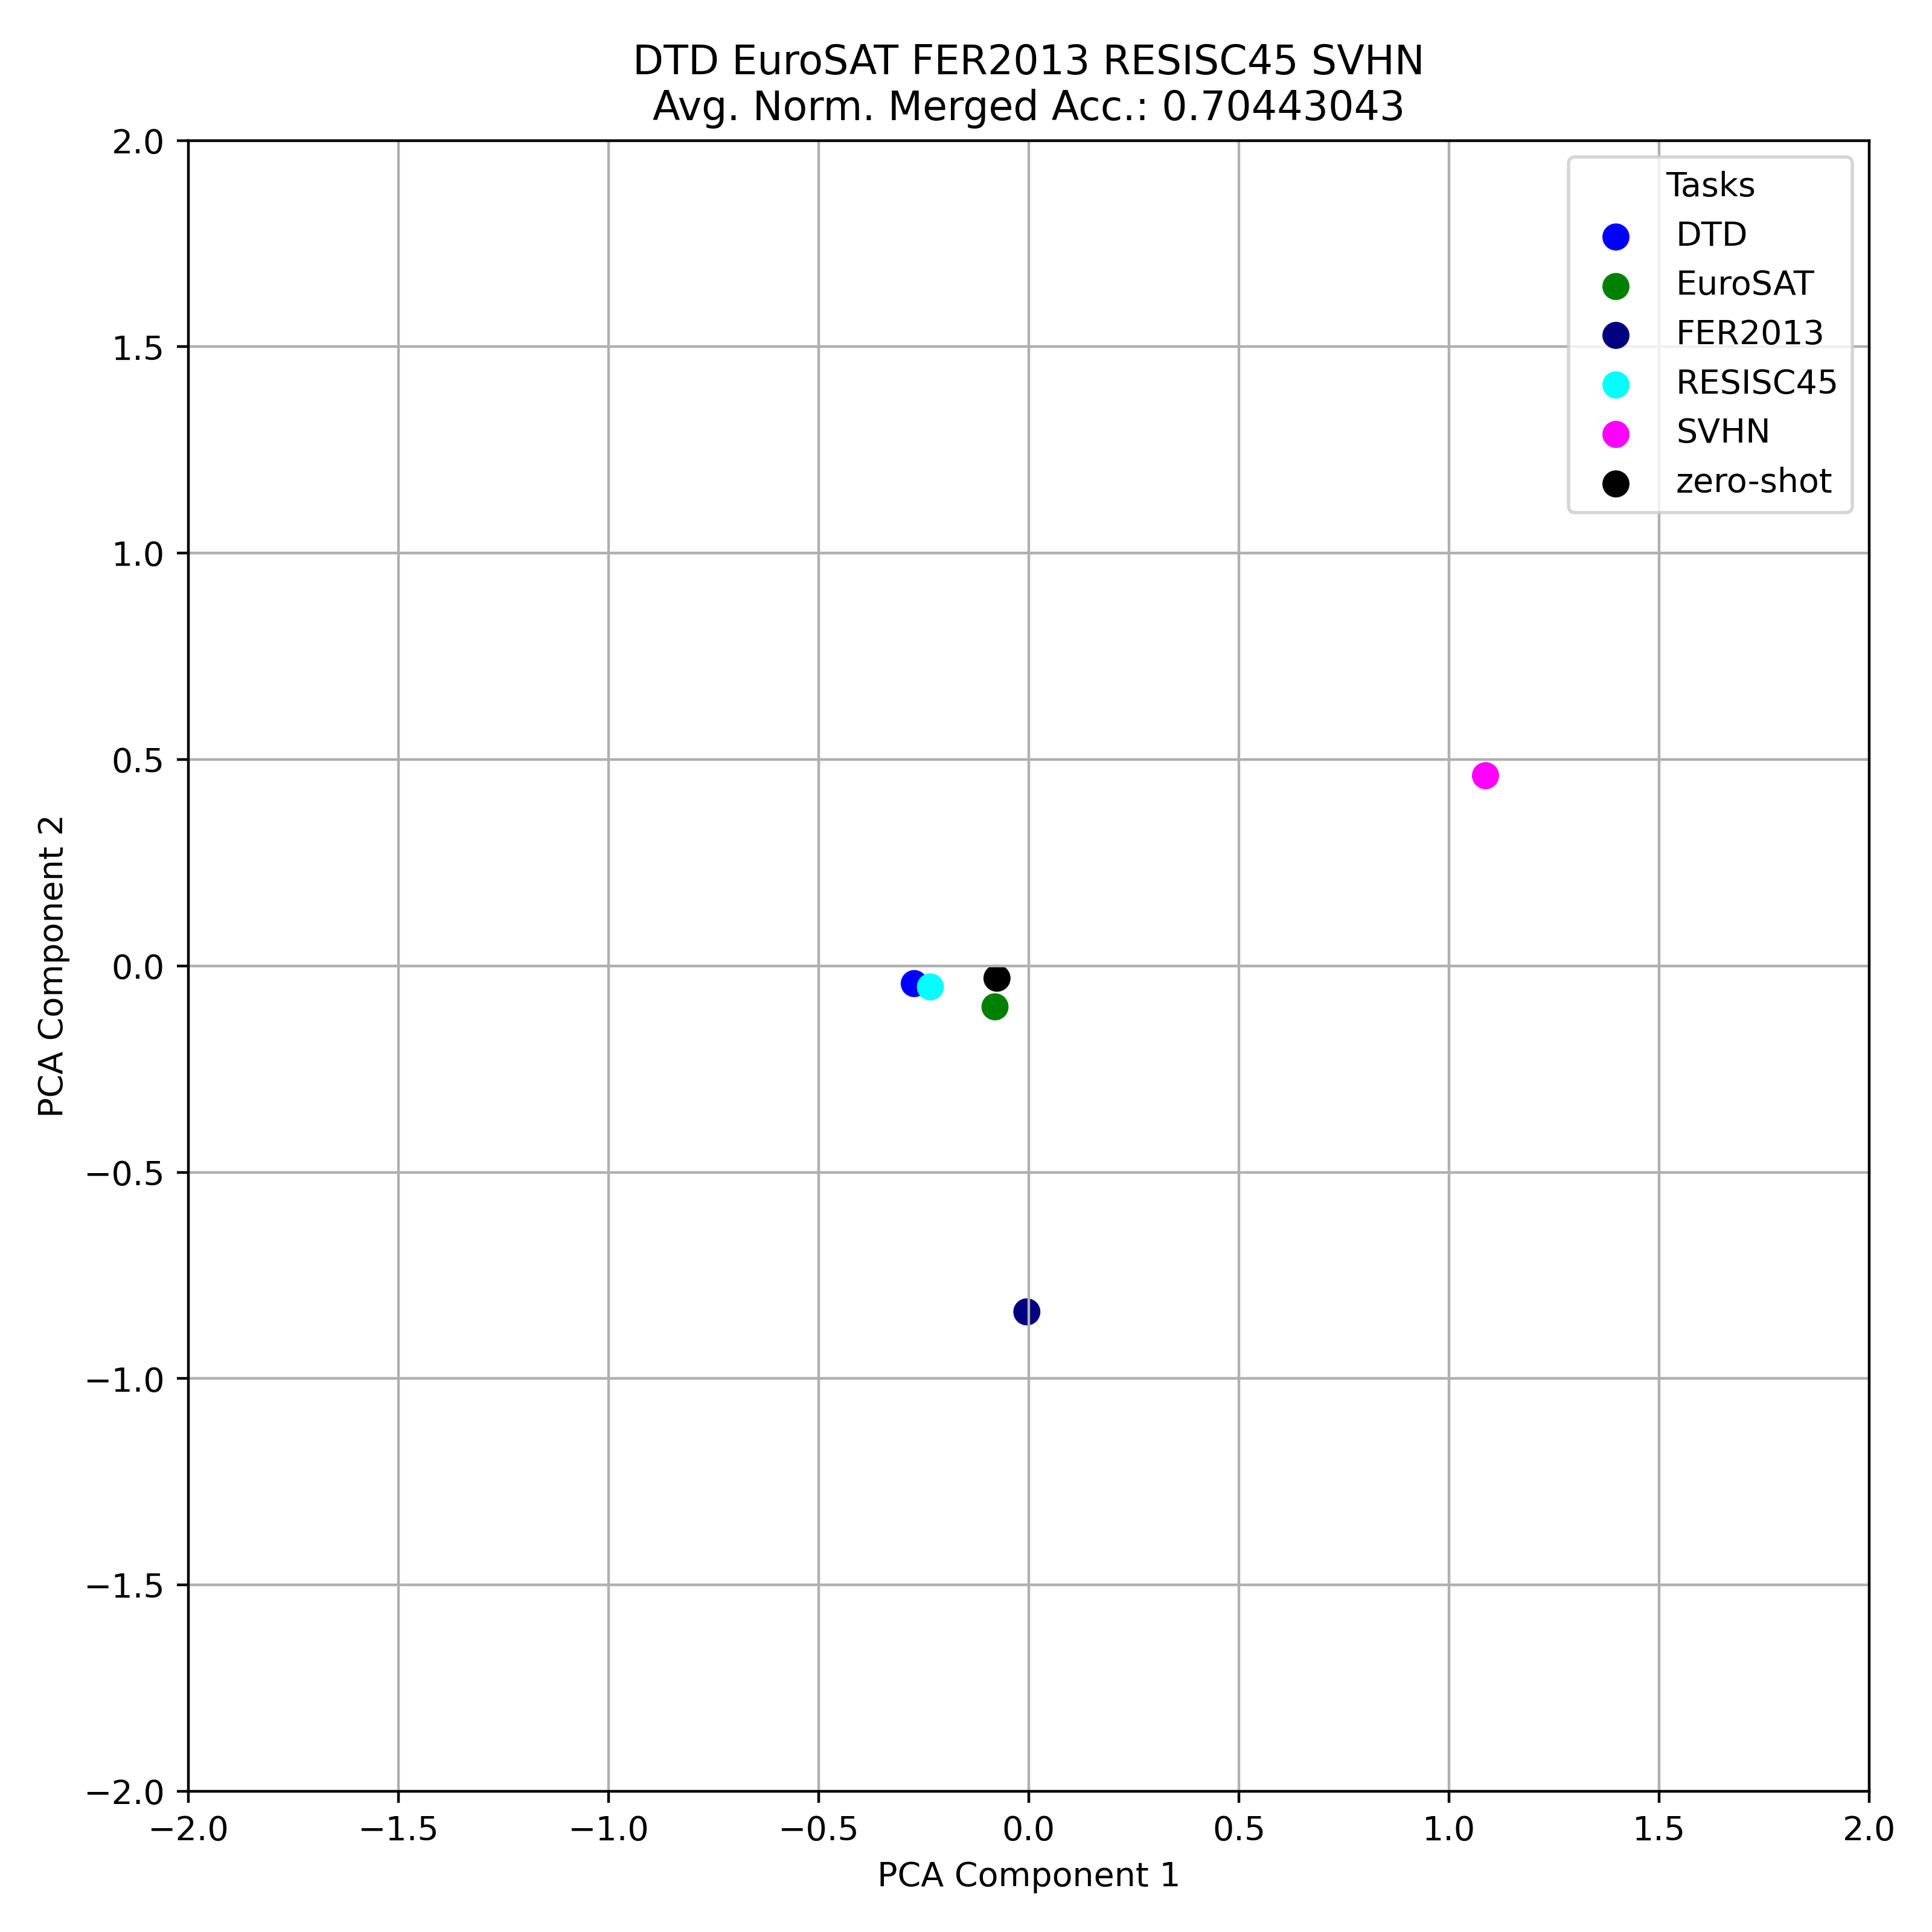 DTD EuroSAT FER2013 RESISC45 SVHN
Avg. Norm. Merged Acc.: 0.70443043
Tasks
DTD
EuroSAT
FER2013
RESISC45
SVHN
zero-shot
2.0
1.5
1.0
0.5
0.0
−0.5
−1.0
−1.5
−2.0
PCA Component 2
−2.0 −1.5 −1.0 −0.5 0.0 0.5 1.0 1.5 2.0
PCA Component 1